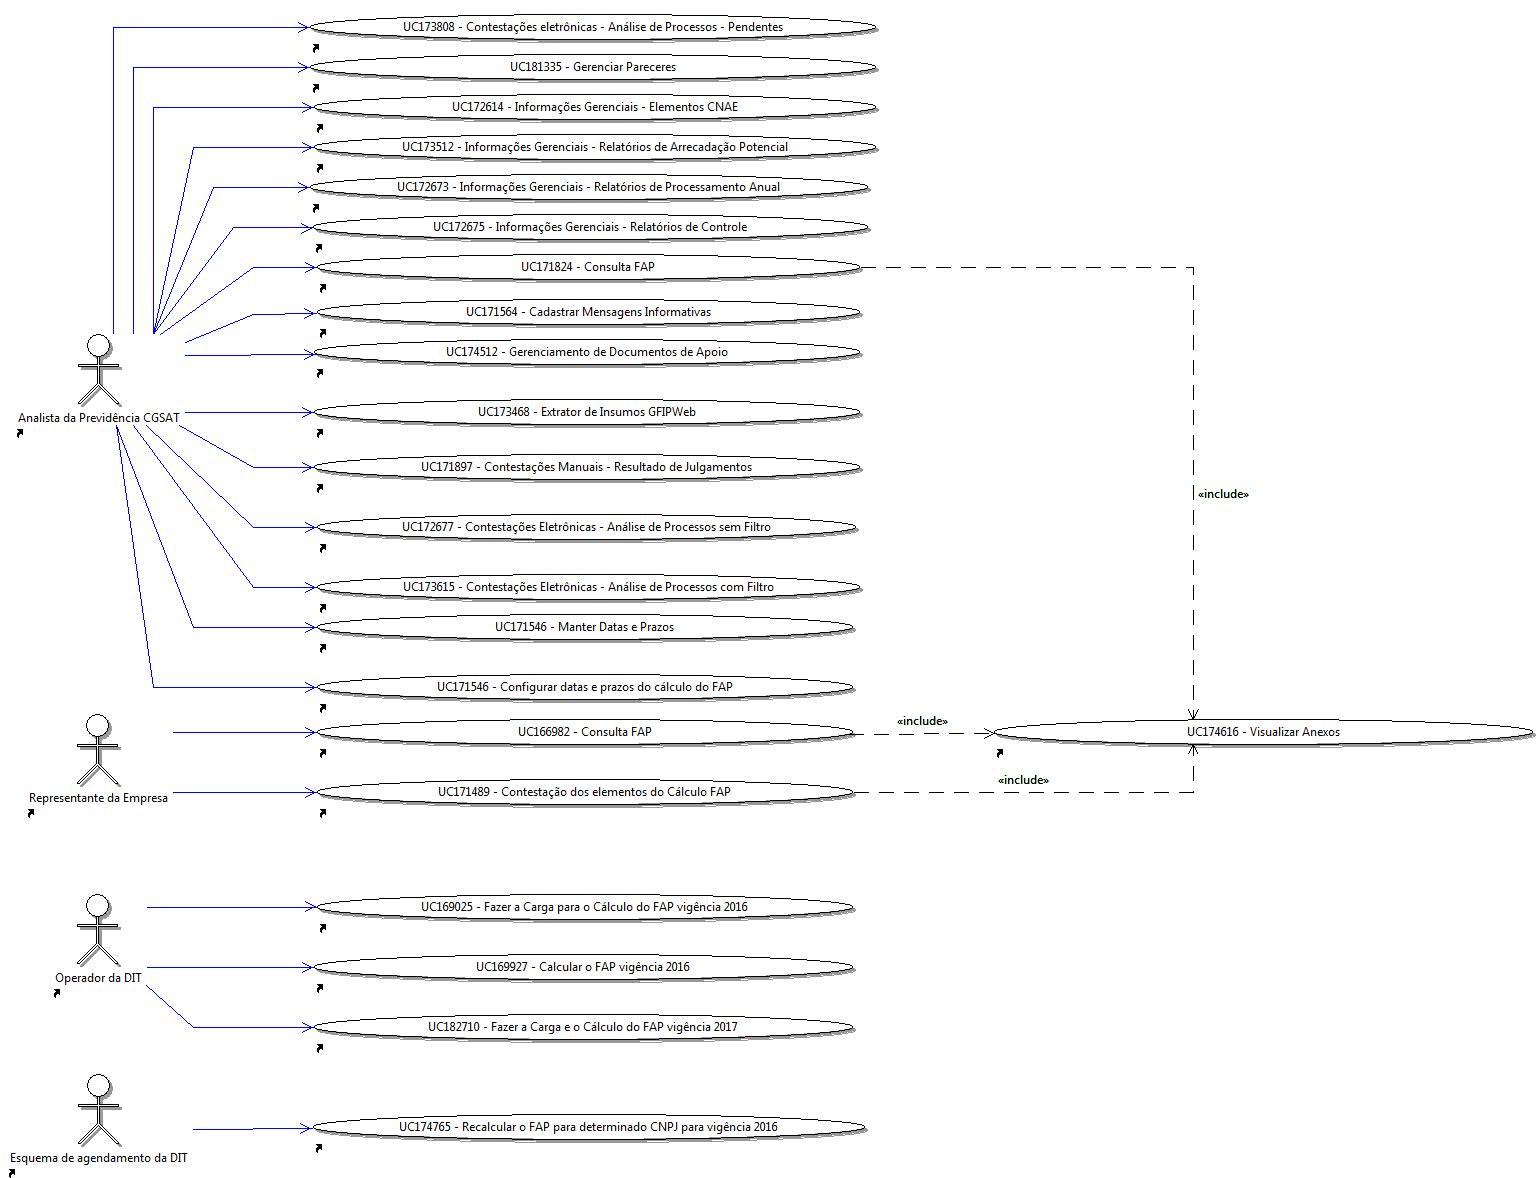 UC173808 - Contestações eletrônicas - Análise de Processos - Pendentes
UC181335 - Gerenciar Pareceres
UC172614 - Informações Gerenciais - Elementos CNAE
UC173512 - Informações Gerenciais - Relatórios de Arrecadação Potencial
UC172673 - Informações Gerenciais - Relatórios de Processamento Anual
UC172675 - Informações Gerenciais - Relatórios de Controle
UC171824 - Consulta FAP
UC171564 - Cadastrar Mensagens Informativas
UC174512 - Gerenciamento de Documentos de Apoio
Analista da Previdência CGSAT
UC173468 - Extrator de Insumos GFIPWeb
UC171897 - Contestações Manuais - Resultado de Julgamentos
«include»
UC172677 - Contestações Eletrônicas - Análise de Processos sem Filtro
UC173615 - Contestações Eletrônicas - Análise de Processos com Filtro
UC171546 - Manter Datas e Prazos
UC171546 - Configurar datas e prazos do cálculo do FAP
«include»
UC166982 - Consulta FAP
UC174616 - Visualizar Anexos
«include»
Representante da Empresa
UC171489 - Contestação dos elementos do Cálculo FAP
UC169025 - Fazer a Carga para o Cálculo do FAP vigência 2016
UC169927 - Calcular o FAP vigência 2016
Operador da DIT
UC182710 - Fazer a Carga e o Cálculo do FAP vigência 2017
UC174765 - Recalcular o FAP para determinado CNPJ para vigência 2016
Esquema de agendamento da DIT